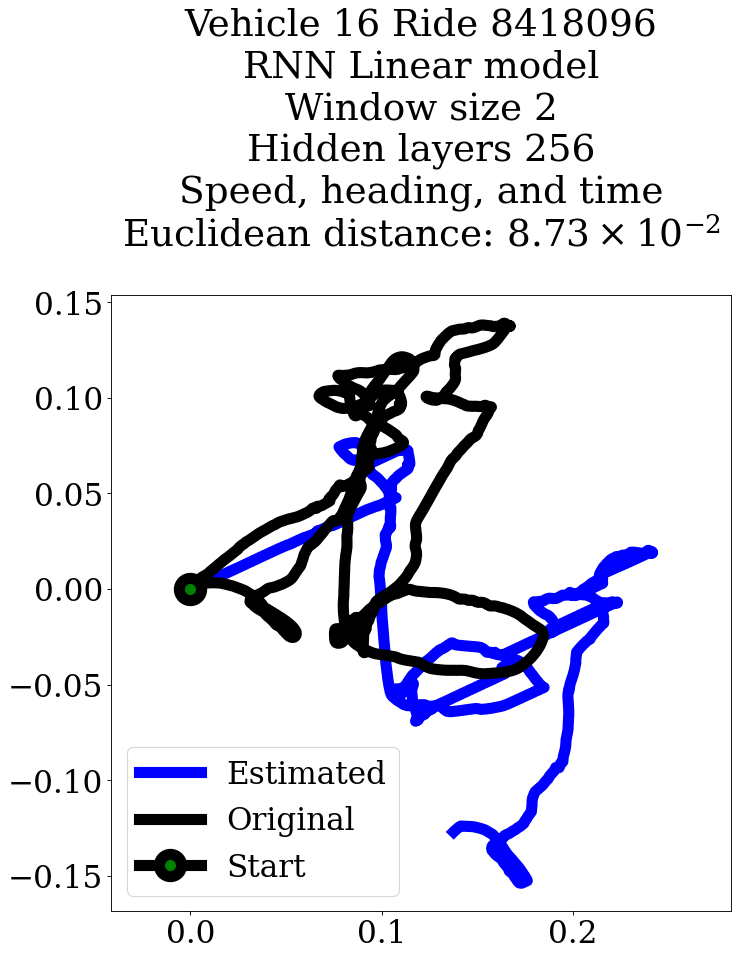 Vehicle 16 Ride 8418096
RNN Linear model
Window size 2
Hidden layers 256
Speed, heading, and time
Euclidean distance: 8.73 × 10⁻²
0.15
0.10
0.05
0.00
−0.05
−0.10
−0.15
Estimated
Original
Start
0.0 0.1 0.2